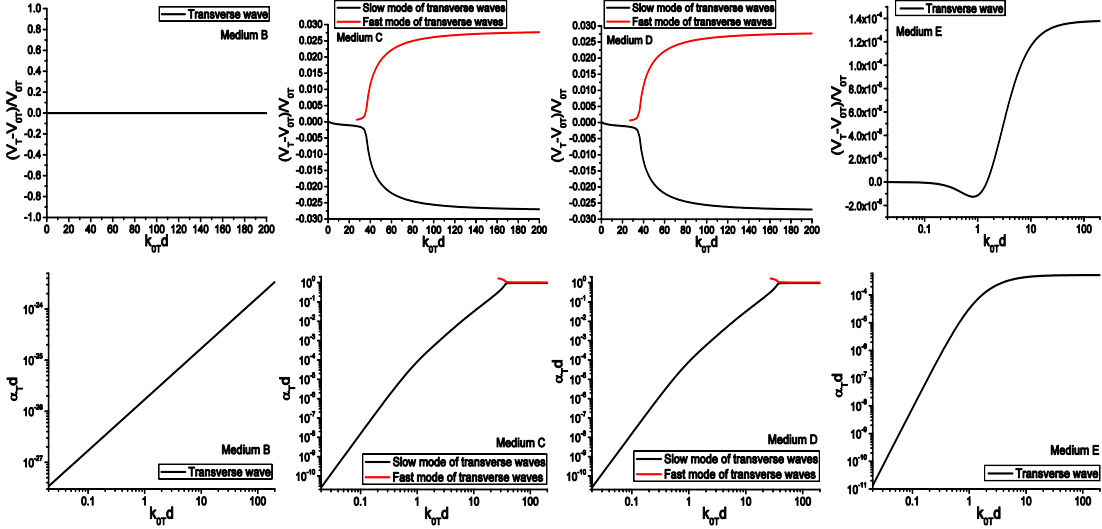 Transverse wave
Medium B
(V_T-V_0T)/V_0T
1.0
0.8
0.6
0.4
0.2
0.0
-0.2
-0.4
-0.6
-0.8
-1.0
0 20 40 60 80 100 120 140 160 180 200
k_0T d
Slow mode of transverse waves
Fast mode of transverse waves
Medium C
(V_T-V_0T)/V_0T
0.030
0.025
0.020
0.015
0.010
0.005
0.000
-0.005
-0.010
-0.015
-0.020
-0.025
-0.030
0 20 40 60 80 100 120 140 160 180 200
k_0T d
Slow mode of transverse waves
Fast mode of transverse waves
Medium D
(V_T-V_0T)/V_0T
0.030
0.025
0.020
0.015
0.010
0.005
0.000
-0.005
-0.010
-0.015
-0.020
-0.025
-0.030
0 20 40 60 80 100 120 140 160 180 200
k_0T d
Transverse wave
Medium E
(V_T-V_0T)/V_0T
1.4x10^-4
1.2x10^-4
1.0x10^-4
8.0x10^-5
6.0x10^-5
4.0x10^-5
2.0x10^-5
0.0
-2.0x10^-5
0.1 1 10 100
k_0T d
α_T d
10^-24
10^-25
10^-26
10^-27
Medium B
Transverse wave
0.1 1 10 100
k_0T d
α_T d
10^0
10^-1
10^-2
10^-3
10^-4
10^-5
10^-6
10^-7
10^-8
10^-9
10^-10
Medium C
Slow mode of transverse waves
Fast mode of transverse waves
0.1 1 10 100
k_0T d
α_T d
10^0
10^-1
10^-2
10^-3
10^-4
10^-5
10^-6
10^-7
10^-8
10^-9
10^-10
Medium D
Slow mode of transverse waves
Fast mode of transverse waves
0.1 1 10 100
k_0T d
α_T d
10^-4
10^-5
10^-6
10^-7
10^-8
10^-9
10^-10
10^-11
Medium E
Transverse wave
0.1 1 10 100
k_0T d